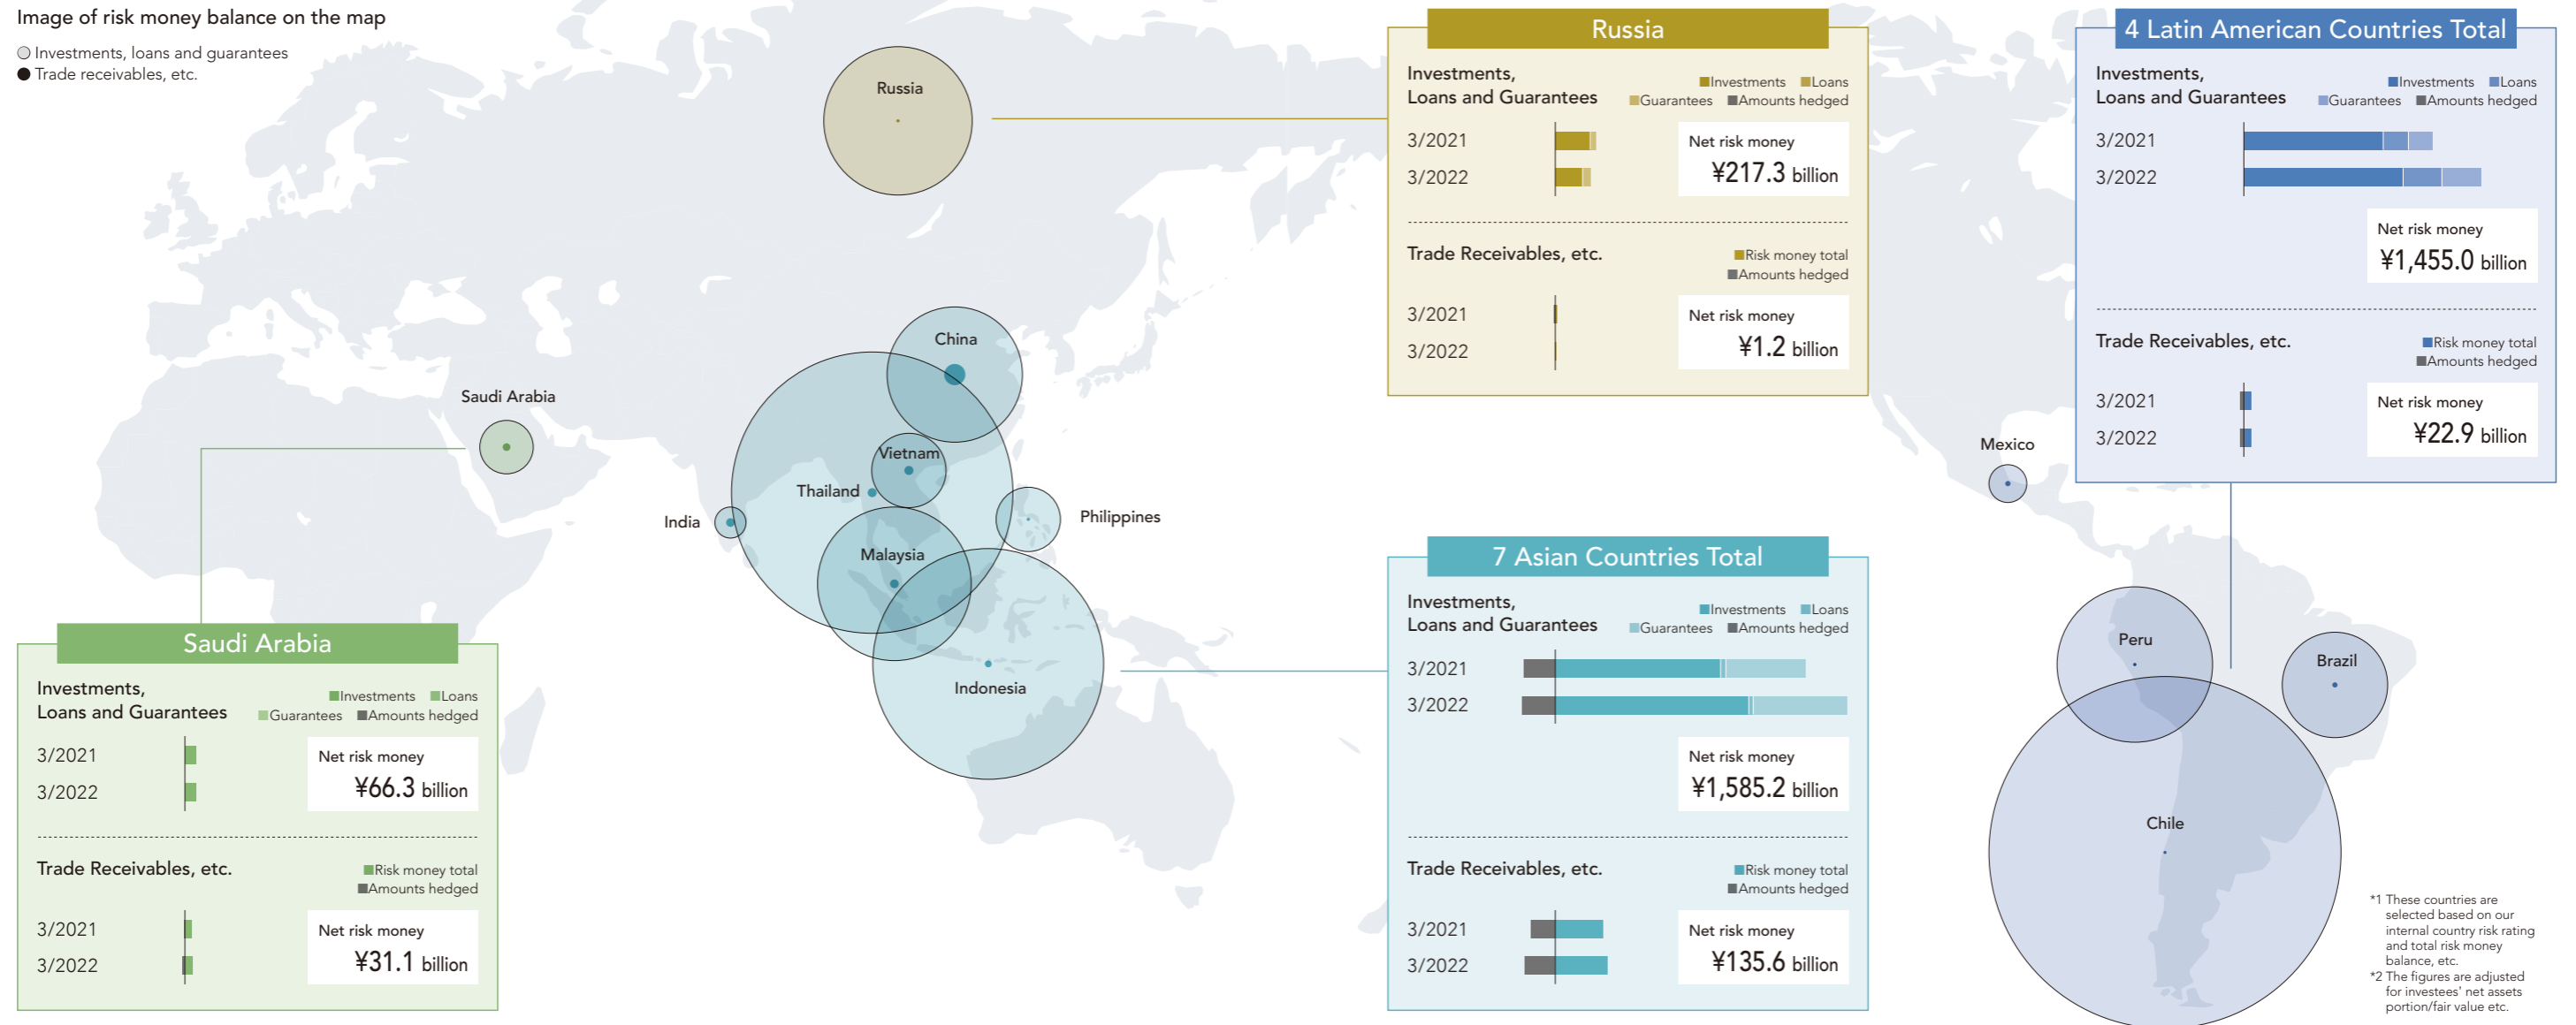 Image of risk money balance on the map
Investments, loans and guarantees
Trade receivables, etc.
Russia
China
Saudi Arabia
Vietnam
Thailand
India
Philippines
Malaysia
Indonesia
Mexico
Peru
Brazil
Chile
Russia
Investments,
Loans and Guarantees
Investments Loans
Guarantees Amounts hedged
3/2021
3/2022
Net risk money
¥217.3 billion
Trade Receivables, etc.
Risk money total
Amounts hedged
3/2021
3/2022
Net risk money
¥1.2 billion
4 Latin American Countries Total
Investments,
Loans and Guarantees
Investments Loans
Guarantees Amounts hedged
3/2021
3/2022
Net risk money
¥1,455.0 billion
Trade Receivables, etc.
Risk money total
Amounts hedged
3/2021
3/2022
Net risk money
¥22.9 billion
Saudi Arabia
Investments,
Loans and Guarantees
Investments Loans
Guarantees Amounts hedged
3/2021
3/2022
Net risk money
¥66.3 billion
Trade Receivables, etc.
Risk money total
Amounts hedged
3/2021
3/2022
Net risk money
¥31.1 billion
7 Asian Countries Total
Investments,
Loans and Guarantees
Investments Loans
Guarantees Amounts hedged
3/2021
3/2022
Net risk money
¥1,585.2 billion
Trade Receivables, etc.
Risk money total
Amounts hedged
3/2021
3/2022
Net risk money
¥135.6 billion
*1 These countries are
selected based on our
internal country risk rating
and total risk money
balance, etc.
*2 The figures are adjusted
for investees' net assets
portion/fair value etc.